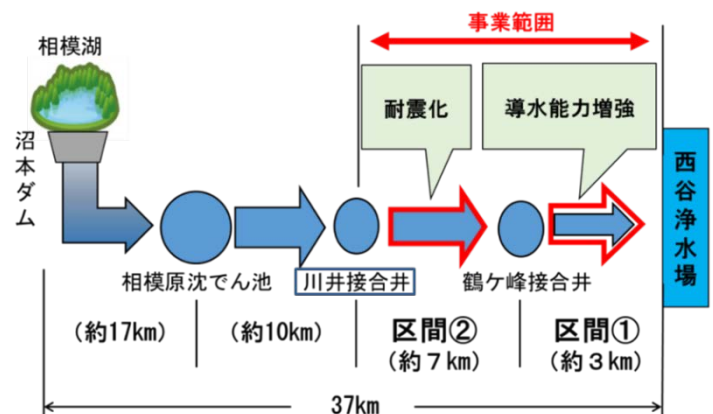 事業範囲
相模湖
耐震化
導水能力増強
沼本ダム
西谷浄水場
相模原沈でん池
川井接合井
鶴ケ峰接合井
(約17km)
(約10km)
区間②
(約7km)
区間①
(約3km)
37km